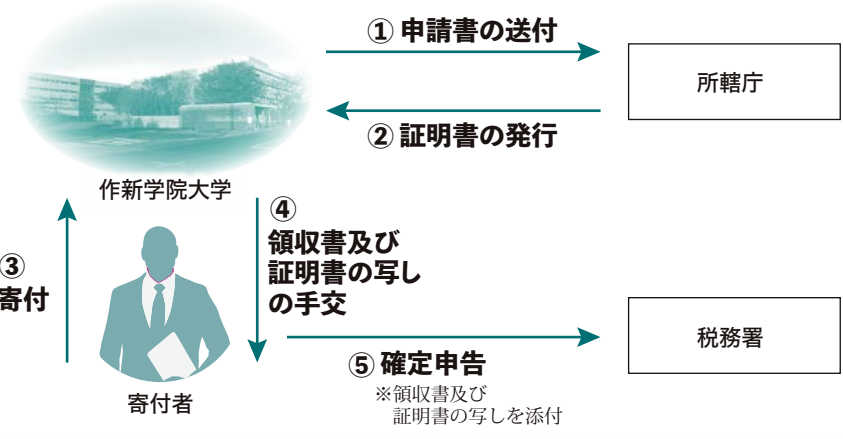 ① 申請書の送付
所轄庁
② 証明書の発行
作新学院大学
③
寄付
④
領収書及び
証明書の写し
の手交
寄付者
⑤ 確定申告
※領収書及び
証明書の写しを添付
税務署